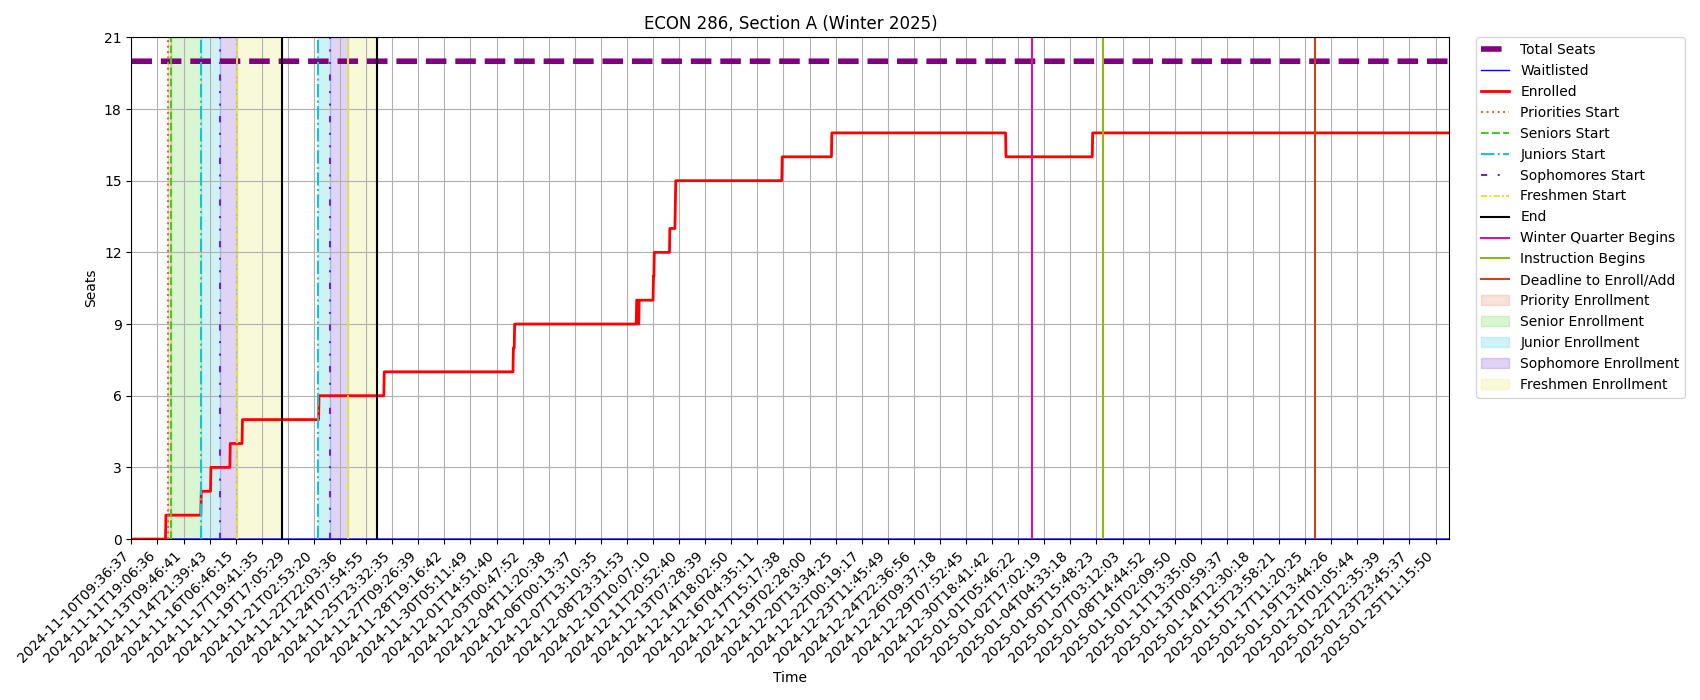 ECON 286, Section A (Winter 2025)
21
18
15
12
9
6
3
0
Seats
2024-11-10T09:36:37
2024-11-11T19:06:36
2024-11-13T09:46:41
2024-11-14T21:39:43
2024-11-16T06:46:15
2024-11-17T19:41:35
2024-11-19T17:05:29
2024-11-21T02:53:20
2024-11-22T22:03:36
2024-11-24T07:54:55
2024-11-25T23:32:35
2024-11-27T09:26:39
2024-11-28T19:16:42
2024-11-30T05:11:49
2024-12-01T14:51:40
2024-12-03T00:47:52
2024-12-04T11:20:38
2024-12-06T00:13:37
2024-12-07T13:10:35
2024-12-08T23:31:53
2024-12-10T10:07:10
2024-12-11T20:52:40
2024-12-13T07:28:39
2024-12-14T18:02:50
2024-12-16T04:35:11
2024-12-17T15:17:38
2024-12-19T02:28:00
2024-12-20T13:34:25
2024-12-22T00:19:17
2024-12-23T11:45:49
2024-12-24T22:36:56
2024-12-26T09:37:18
2024-12-29T07:52:45
2024-12-30T18:41:42
2025-01-01T05:46:22
2025-01-02T17:02:19
2025-01-04T04:33:18
2025-01-05T15:48:23
2025-01-07T03:12:03
2025-01-08T14:44:52
2025-01-10T02:09:50
2025-01-11T13:35:00
2025-01-13T00:59:37
2025-01-14T12:30:18
2025-01-15T23:58:21
2025-01-17T11:20:25
2025-01-19T13:44:26
2025-01-21T01:05:44
2025-01-22T12:35:39
2025-01-23T23:45:37
2025-01-25T11:15:50
Time
Total Seats
Waitlisted
Enrolled
Priorities Start
Seniors Start
Juniors Start
Sophomores Start
Freshmen Start
End
Winter Quarter Begins
Instruction Begins
Deadline to Enroll/Add
Priority Enrollment
Senior Enrollment
Junior Enrollment
Sophomore Enrollment
Freshmen Enrollment